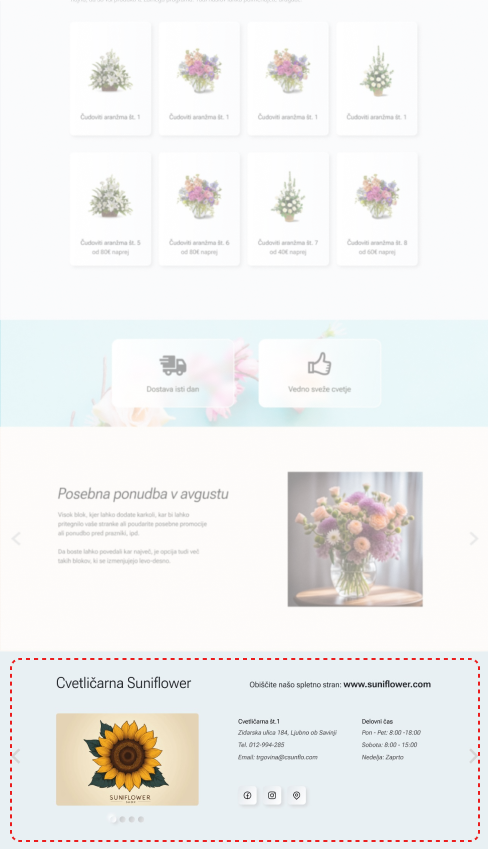 Čudoviti aranžma št. 1
Čudoviti aranžma št. 1
Čudoviti aranžma št. 1
Čudoviti aranžma št. 1
Čudoviti aranžma št. 5
od 80€ naprej
Čudoviti aranžma št. 6
od 80€ naprej
Čudoviti aranžma št. 7
od 40€ naprej
Čudoviti aranžma št. 8
od 60€ naprej
Dostava isti dan
Vedno sveže cvetje
Posebna ponudba v avgustu
Vlsok blok, kjer lahko dodate karkoli, kar bi lahko
pritegnilo vaše stranke ali poudarite posebne promocije
ali ponudbo pred prazniki, ipd.
Da boste lahko povedali kar največ, je opcija tudi več
takih blokov, ki se izmenjujejo levo-desno.
Cvetličarna Suniflower
Obiščite našo spletno stran: www.suniflower.com
SUNIFLOWER
SHOP
Cvetličarna št.1
Zidarska ulica 184, Ljubno ob Savinji
Tel. 012-994-285
Email: trgovina@csunflo.com
Delovni čas
Pon - Pet: 8:00 -18:00
Sobota: 8:00 - 15:00
Nedelja: Zaprto